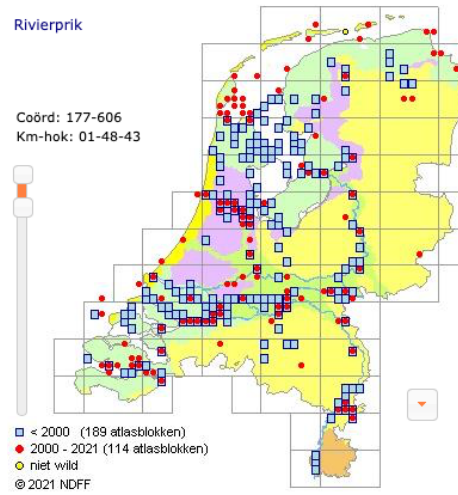 Rivierprik
Coörd: 177-606
Km-hok: 01-48-43
< 2000 (189 atlasblokken)
2000 - 2021 (114 atlasblokken)
niet wild
© 2021 NDFF